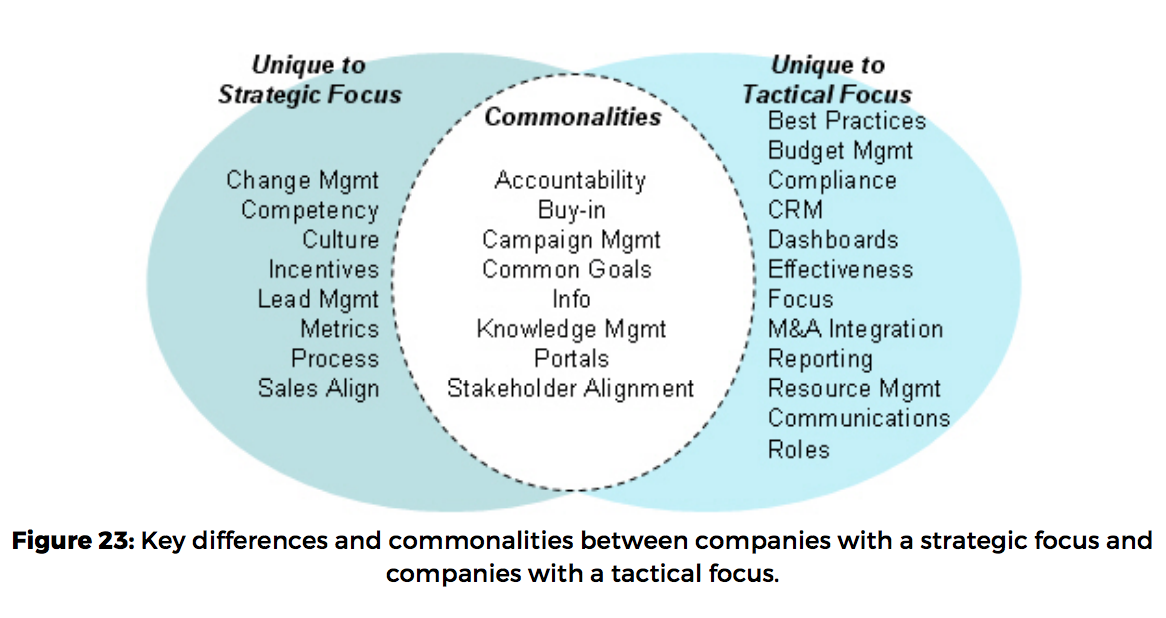 Unique to
Strategic Focus
Change Mgmt
Competency
Culture
Incentives
Lead Mgmt
Metrics
Process
Sales Align
Commonalities
Accountability
Buy-in
Campaign Mgmt
Common Goals
Info
Knowledge Mgmt
Portals
Stakeholder Alignment
Unique to
Tactical Focus
Best Practices
Budget Mgmt
Compliance
CRM
Dashboards
Effectiveness
Focus
M&A Integration
Reporting
Resource Mgmt
Communications
Roles
Figure 23: Key differences and commonalities between companies with a strategic focus and
companies with a tactical focus.